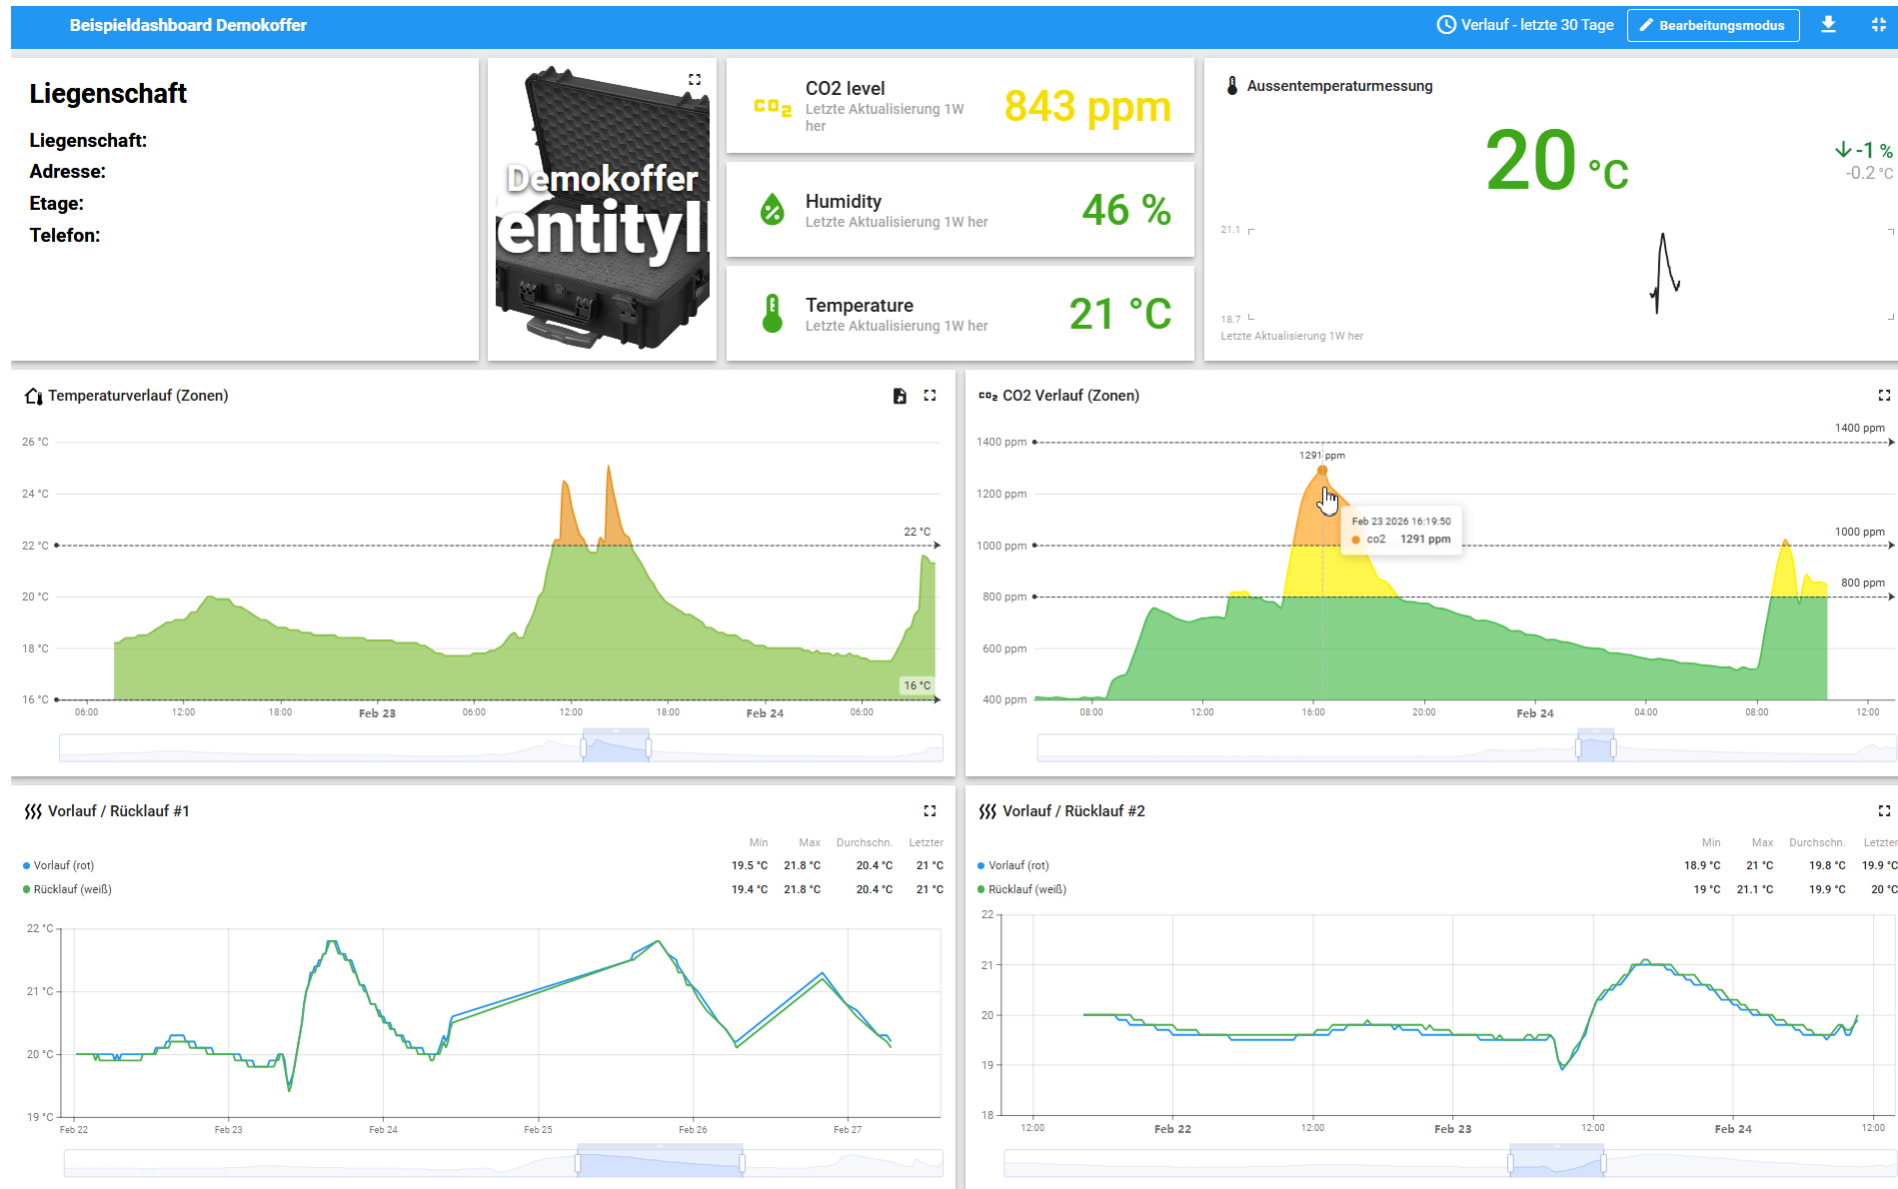 Beispieldashboard Demokoffer
Verlauf - letzte 30 Tage
Bearbeitungsmodus
Liegenschaft
Liegenschaft:
Adresse:
Etage:
Telefon:
Demokoffer
entityl
CO2 level
Letzte Aktualisierung 1W
her
843 ppm
Humidity
Letzte Aktualisierung 1W her
46 %
Temperature
Letzte Aktualisierung 1W her
21 °C
Aussentemperaturmessung
20 °C
-1 %
-0.2 °C
21.1
18.7
Letzte Aktualisierung 1W her
Temperaturverlauf (Zonen)
26 °C
24 °C
22 °C
22 °C
20 °C
18 °C
16 °C
16 °C
06:00 12:00 18:00 Feb 23 06:00 12:00 18:00 Feb 24 06:00
CO2 Verlauf (Zonen)
1400 ppm
1400 ppm
1291 ppm
1200 ppm
Feb 23 2026 16:19:50
co2 1291 ppm
1000 ppm
1000 ppm
800 ppm
800 ppm
600 ppm
400 ppm
08:00 12:00 16:00 20:00 Feb 24 04:00 08:00 12:00
Vorlauf / Rücklauf #1
Min Max Durchschn. Letzter
Vorlauf (rot) 19.5 °C 21.8 °C 20.4 °C 21 °C
Rücklauf (weiß) 19.4 °C 21.8 °C 20.4 °C 21 °C
22 °C
21 °C
20 °C
19 °C
Feb 22 Feb 23 Feb 24 Feb 25 Feb 26 Feb 27
Vorlauf / Rücklauf #2
Min Max Durchschn. Letzter
Vorlauf (rot) 18.9 °C 21 °C 19.8 °C 19.9 °C
Rücklauf (weiß) 19 °C 21.1 °C 19.9 °C 20 °C
22
21
20
19
18
12:00 Feb 22 12:00 Feb 23 12:00 Feb 24 12:00